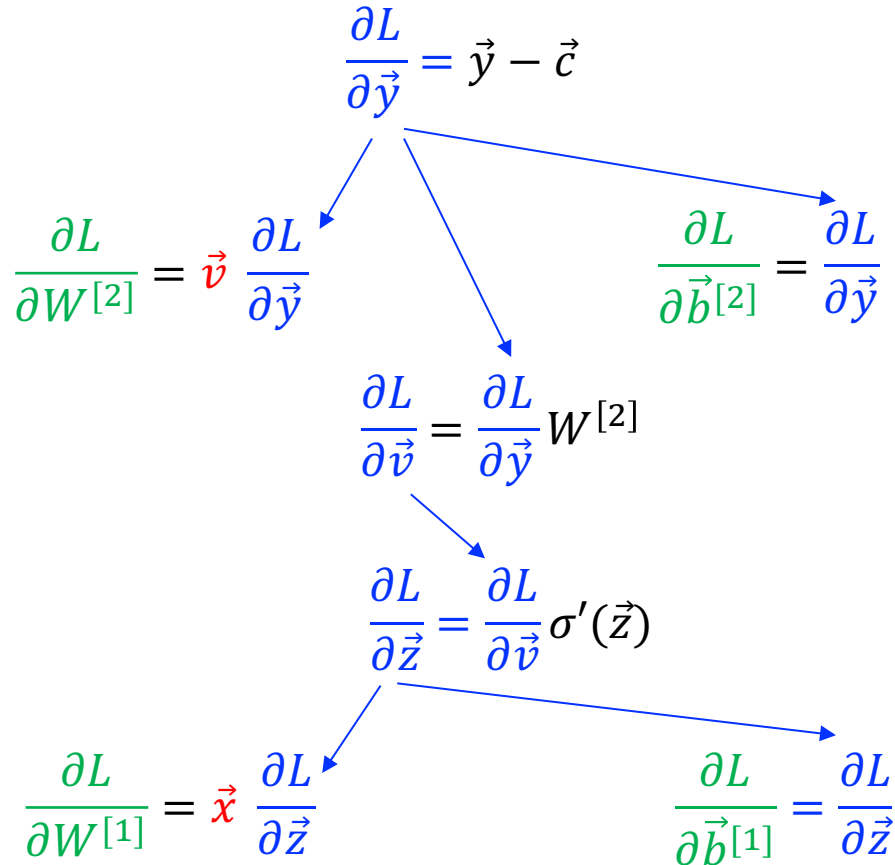 ∂L/∂y⃗ = y⃗ − c⃗
∂L/∂W^[2] = v⃗ ∂L/∂y⃗
∂L/∂b⃗^[2] = ∂L/∂y⃗
∂L/∂v⃗ = ∂L/∂y⃗ W^[2]
∂L/∂z⃗ = ∂L/∂v⃗ σ′(z⃗)
∂L/∂W^[1] = x⃗ ∂L/∂z⃗
∂L/∂b⃗^[1] = ∂L/∂z⃗